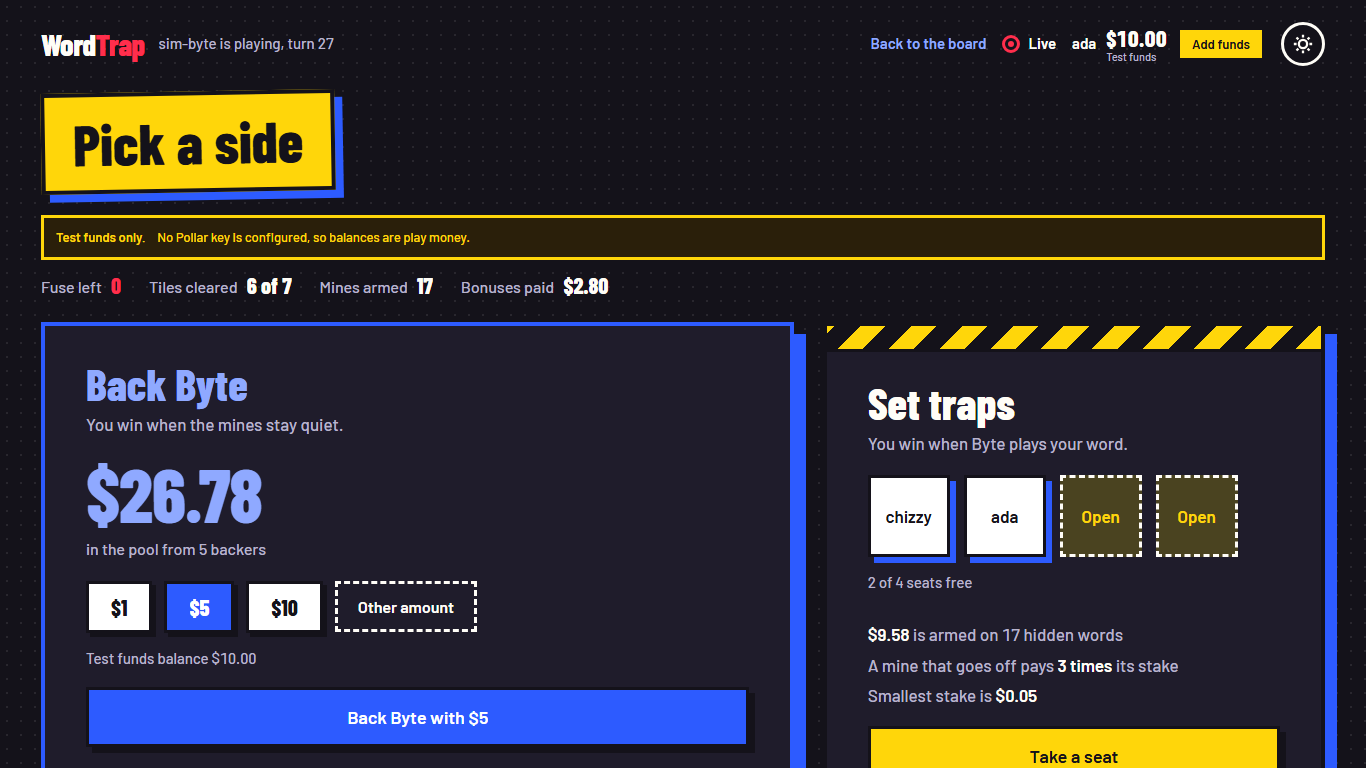 WordTrap sim-byte is playing, turn 27
Back to the board Live ada $10.00 Add funds
Test funds
Pick a side
Test funds only. No Pollar key is configured, so balances are play money.
Fuse left 0 Tiles cleared 6 of 7 Mines armed 17 Bonuses paid $2.80
Back Byte
You win when the mines stay quiet.
$26.78
in the pool from 5 backers
$1 $5 $10 Other amount
Test funds balance $10.00
Back Byte with $5
Set traps
You win when Byte plays your word.
chizzy ada Open Open
2 of 4 seats free
$9.58 is armed on 17 hidden words
A mine that goes off pays 3 times its stake
Smallest stake is $0.05
Take a seat